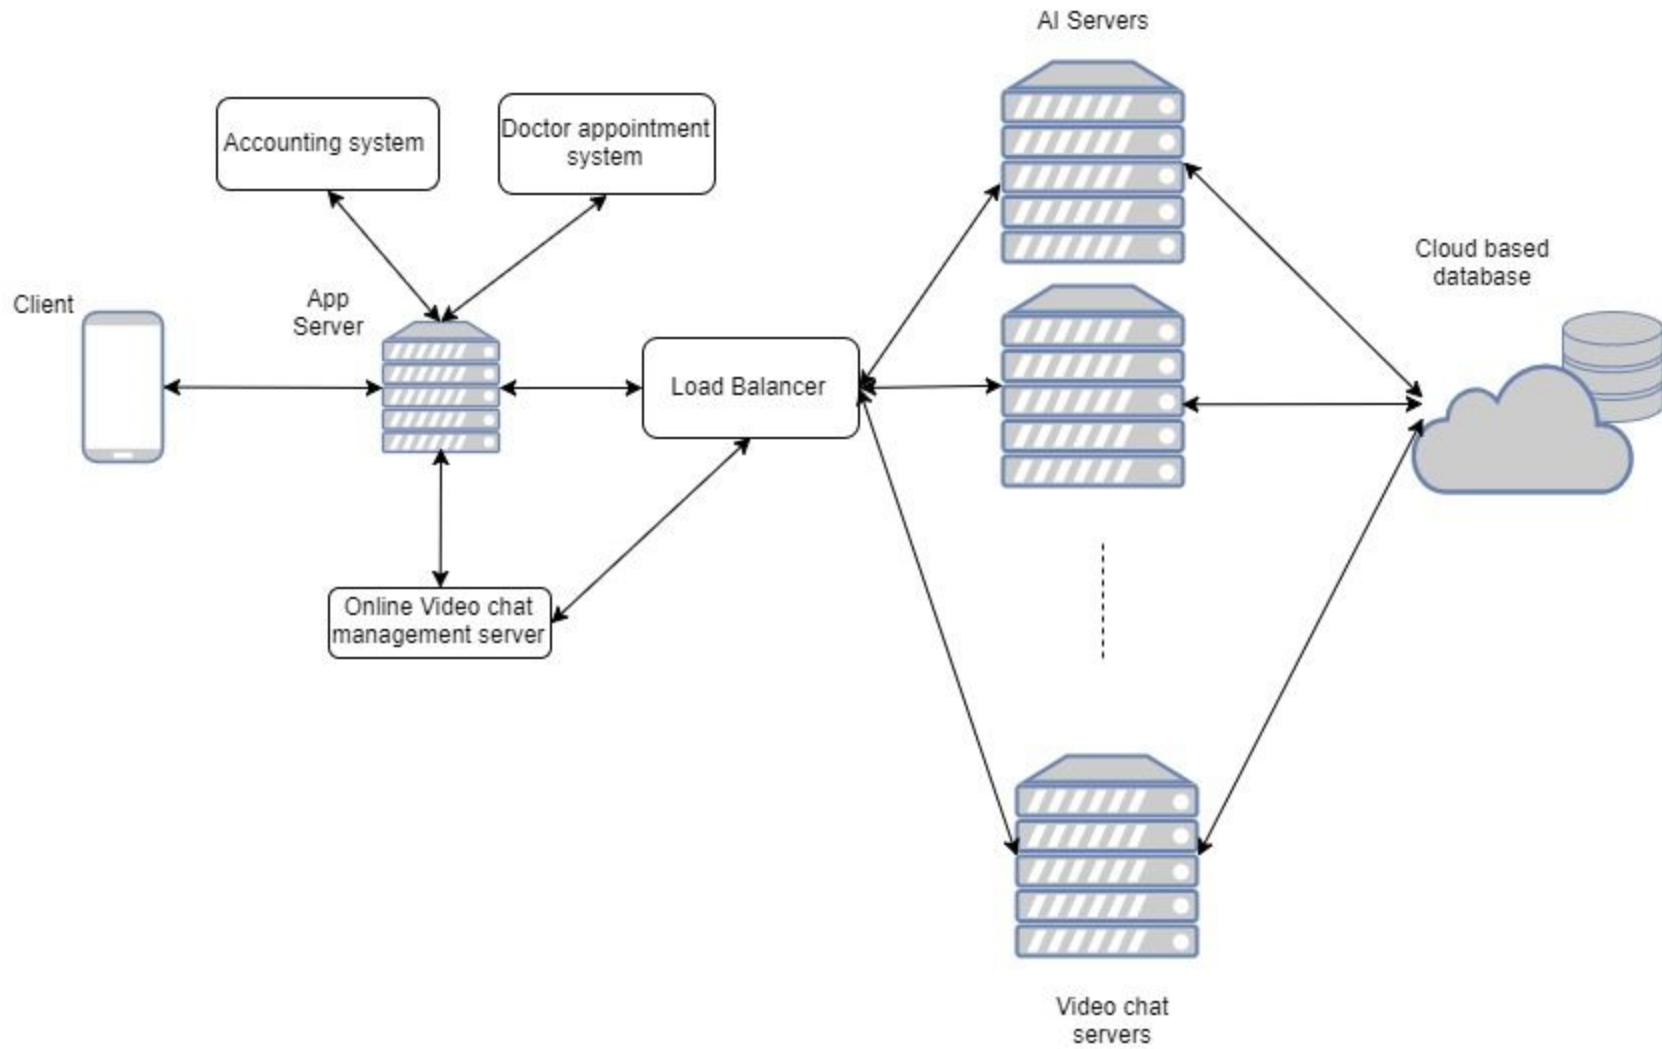 AI Servers
Accounting system
Doctor appointment
system
Cloud based
database
Client
App
Server
Load Balancer
Online Video chat
management server
Video chat
servers